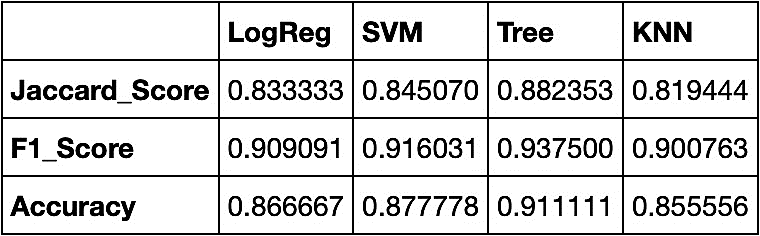 LogReg SVM Tree KNN
Jaccard_Score 0.833333 0.845070 0.882353 0.819444
F1_Score 0.909091 0.916031 0.937500 0.900763
Accuracy 0.866667 0.877778 0.911111 0.855556